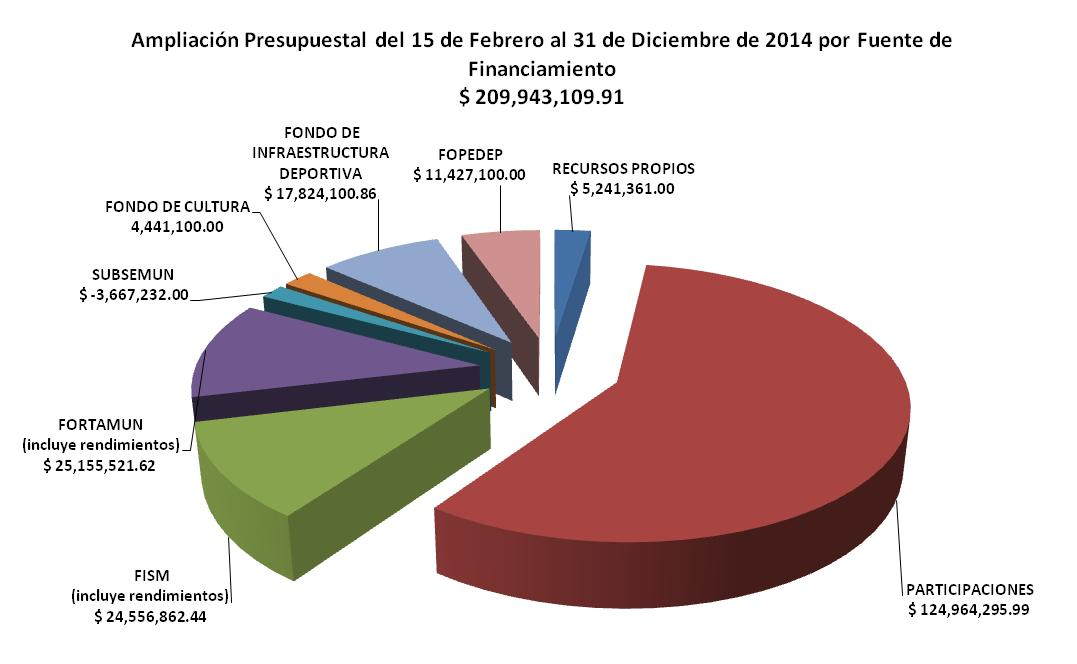 Ampliación Presupuestal del 15 de Febrero al 31 de Diciembre de 2014 por Fuente de
Financiamiento
$ 209,943,109.91
FONDO DE
INFRAESTRUCTURA
DEPORTIVA
$ 17,824,100.86
FOPEDEP
$ 11,427,100.00
RECURSOS PROPIOS
$ 5,241,361.00
FONDO DE CULTURA
4,441,100.00
SUBSEMUN
$ -3,667,232.00
FORTAMUN
(incluye rendimientos)
$ 25,155,521.62
FISM
(incluye rendimientos)
$ 24,556,862.44
PARTICIPACIONES
$ 124,964,295.99